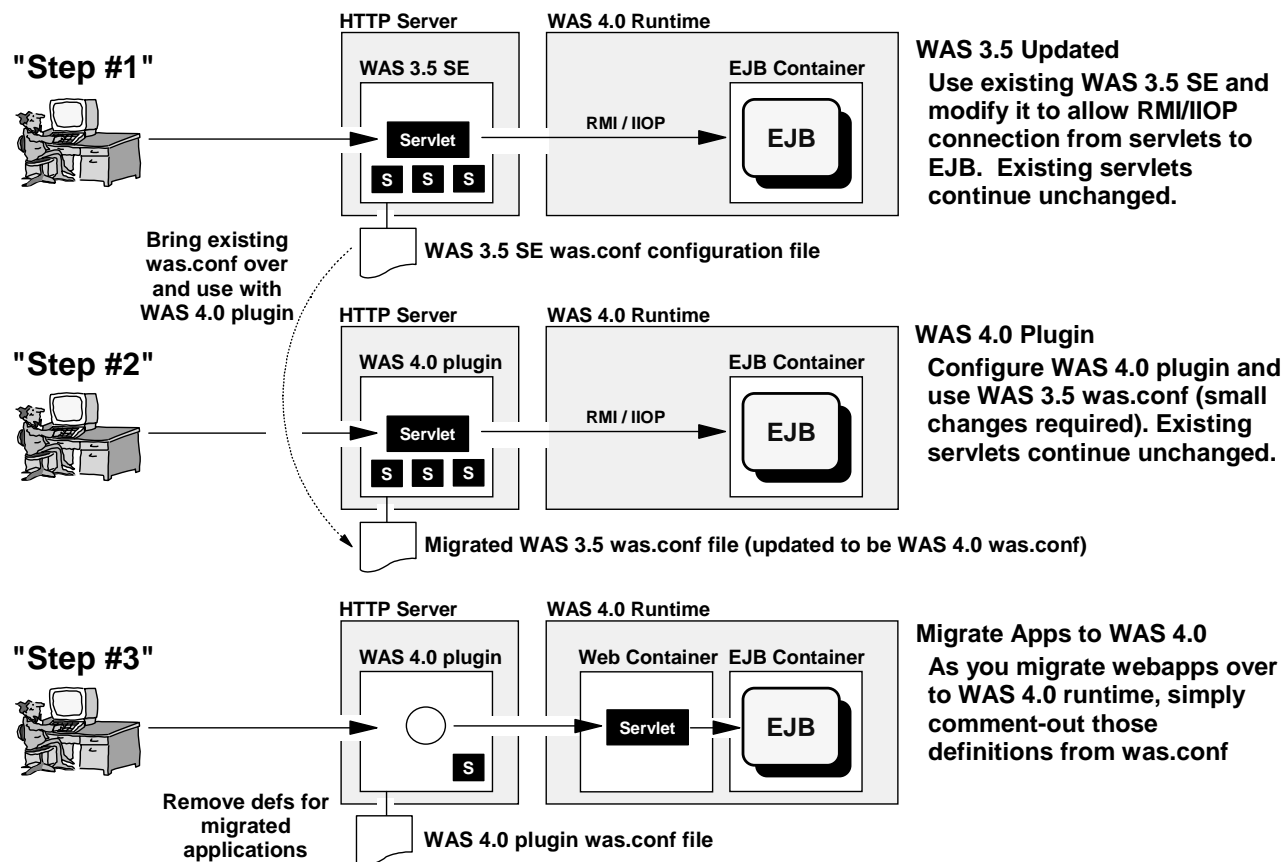 HTTP Server
WAS 4.0 Runtime
"Step #1"
WAS 3.5 SE
Servlet
S S S
RMI / IIOP
EJB Container
EJB
WAS 3.5 Updated
Use existing WAS 3.5 SE and
modify it to allow RMI/IIOP
connection from servlets to
EJB. Existing servlets
continue unchanged.
WAS 3.5 SE was.conf configuration file
Bring existing
was.conf over
and use with
WAS 4.0 plugin
HTTP Server
WAS 4.0 Runtime
"Step #2"
WAS 4.0 plugin
Servlet
S S S
RMI / IIOP
EJB Container
EJB
WAS 4.0 Plugin
Configure WAS 4.0 plugin and
use WAS 3.5 was.conf (small
changes required). Existing
servlets continue unchanged.
Migrated WAS 3.5 was.conf file (updated to be WAS 4.0 was.conf)
HTTP Server
WAS 4.0 Runtime
"Step #3"
WAS 4.0 plugin
S
Web Container
Servlet
EJB Container
EJB
Migrate Apps to WAS 4.0
As you migrate webapps over
to WAS 4.0 runtime, simply
comment-out those
definitions from was.conf
Remove defs for
migrated
applications
WAS 4.0 plugin was.conf file